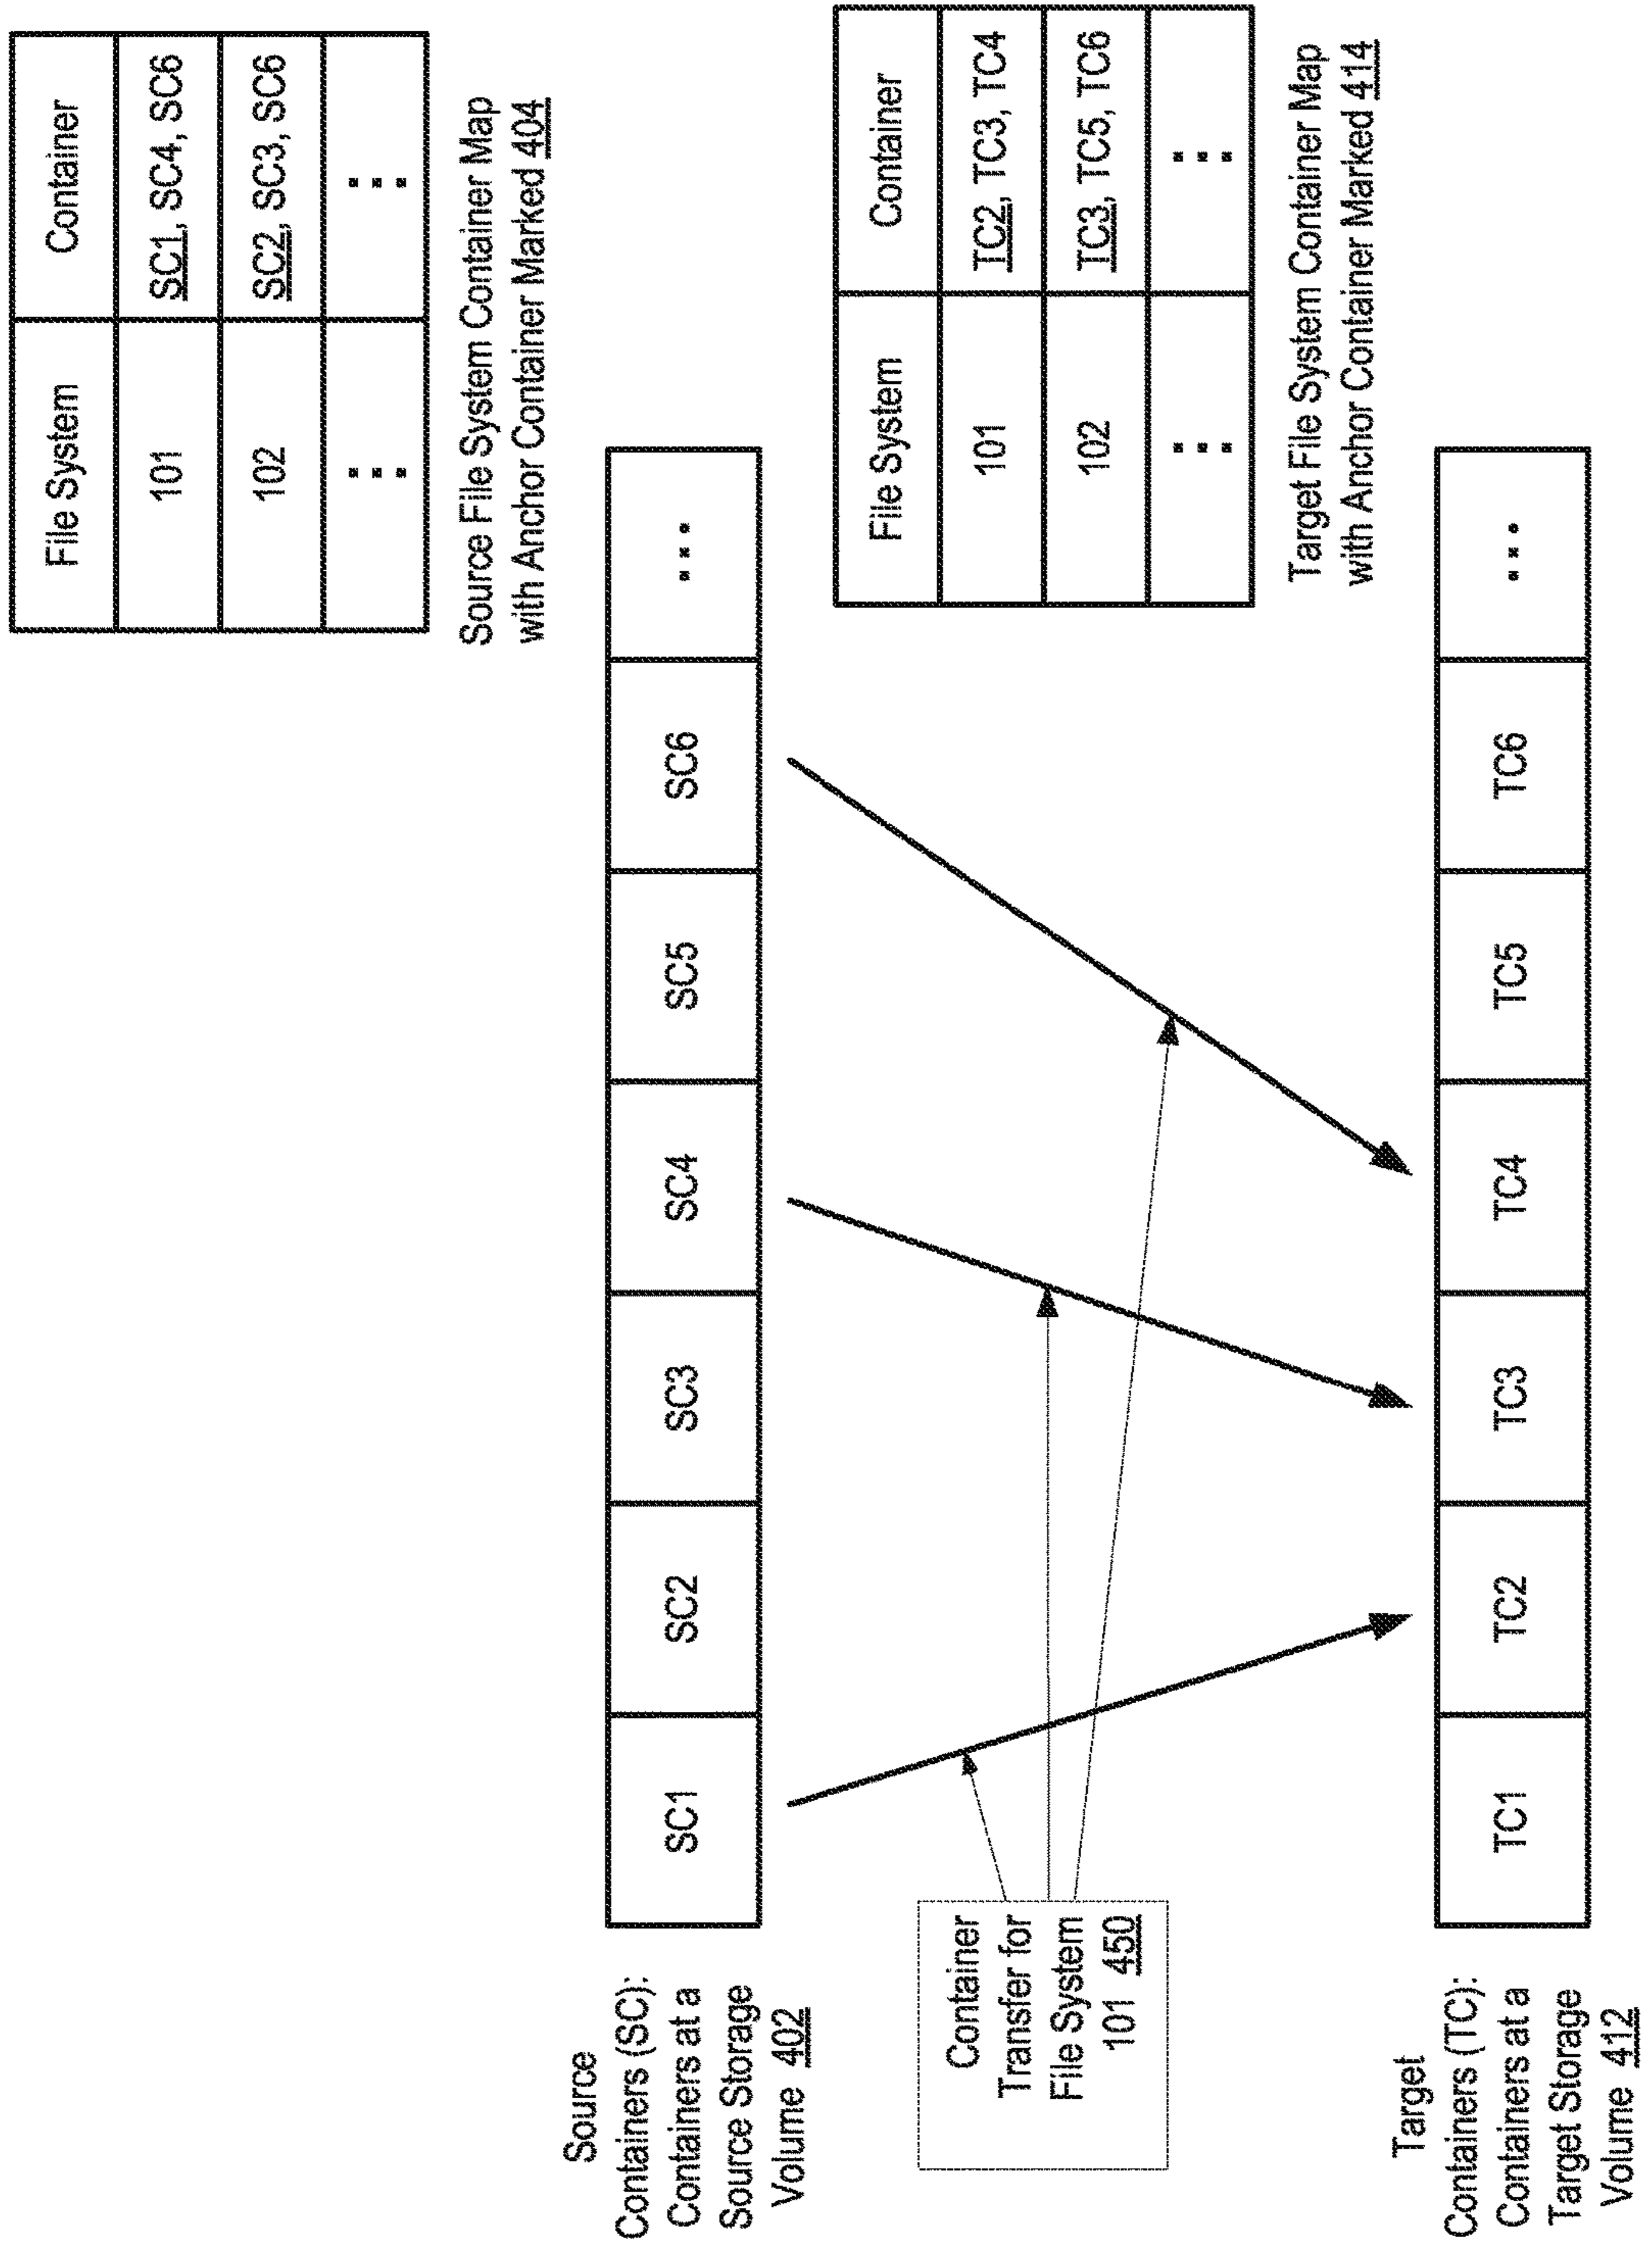 File System Container
101 SC1, SC4, SC6
102 SC2, SC3, SC6
⋮ ⋮
Source File System Container Map
with Anchor Container Marked 404
Source
Containers (SC):
Containers at a
Source Storage
Volume 402
SC1 SC2 SC3 SC4 SC5 SC6 ...
Container
Transfer for
File System
101 450
File System Container
101 TC2, TC3, TC4
102 TC3, TC5, TC6
⋮ ⋮
Target File System Container Map
with Anchor Container Marked 414
Target
Containers (TC):
Containers at a
Target Storage
Volume 412
TC1 TC2 TC3 TC4 TC5 TC6 ...